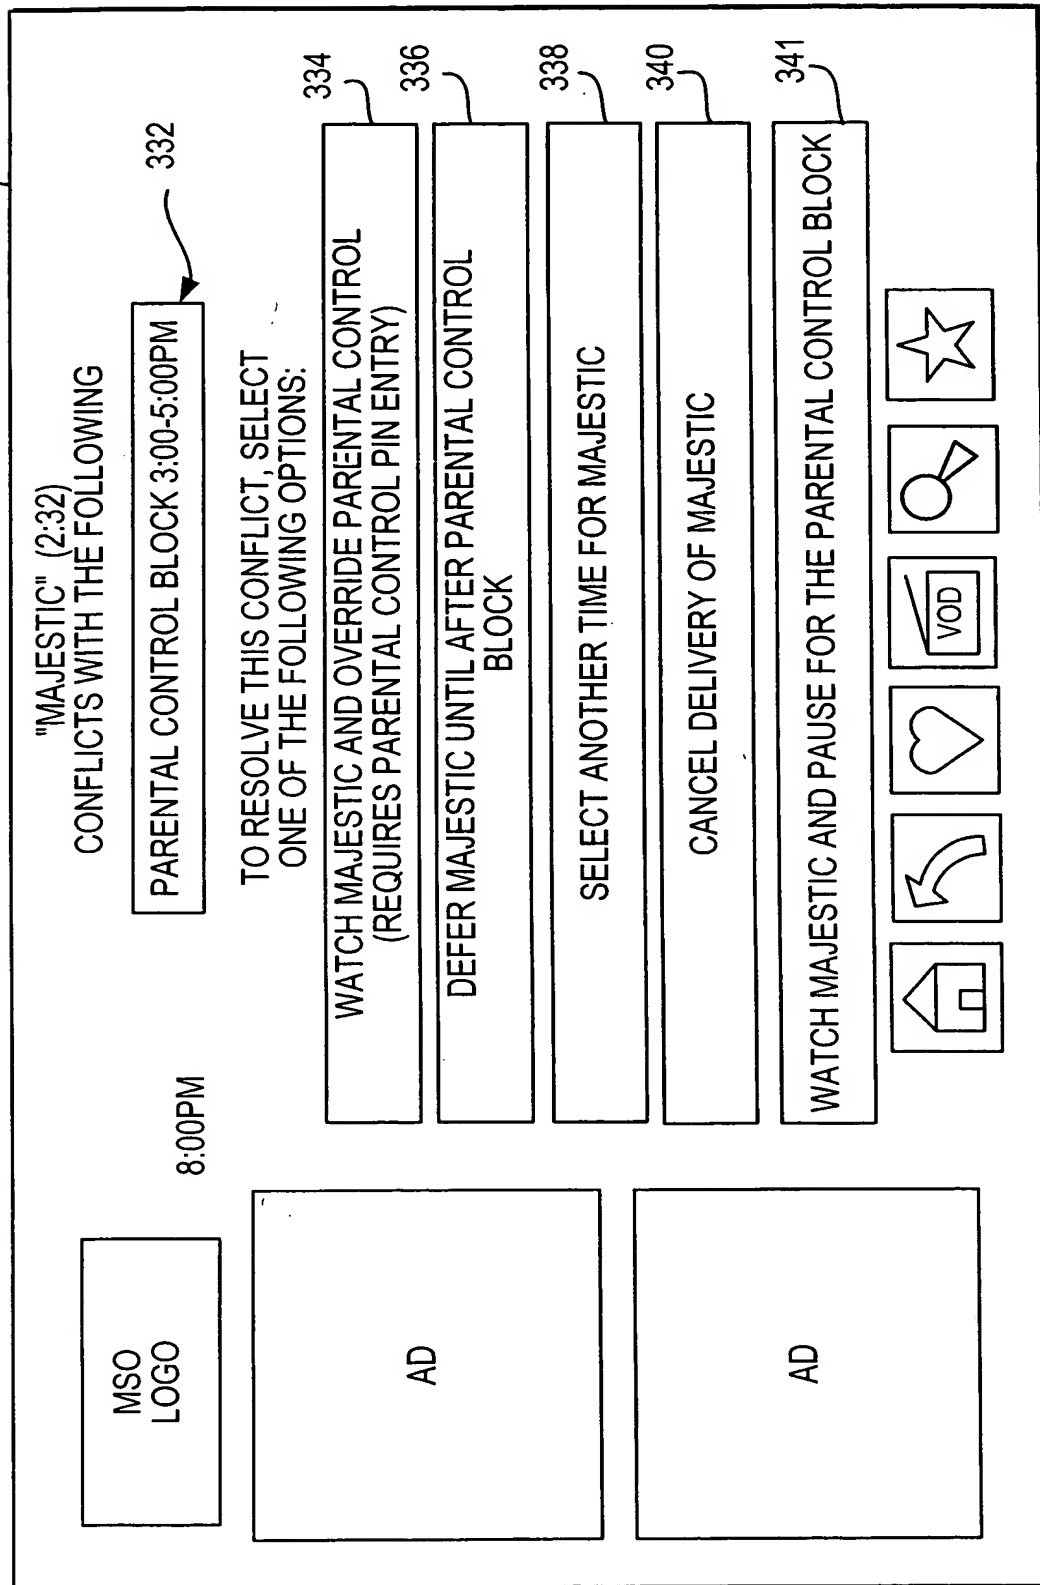 "MAJESTIC" (2:32)
CONFLICTS WITH THE FOLLOWING
MSO
LOGO
8:00PM
PARENTAL CONTROL BLOCK 3:00-5:00PM
332
TO RESOLVE THIS CONFLICT, SELECT
ONE OF THE FOLLOWING OPTIONS:
AD
WATCH MAJESTIC AND OVERRIDE PARENTAL CONTROL
(REQUIRES PARENTAL CONTROL PIN ENTRY)
334
DEFER MAJESTIC UNTIL AFTER PARENTAL CONTROL
BLOCK
336
SELECT ANOTHER TIME FOR MAJESTIC
338
AD
CANCEL DELIVERY OF MAJESTIC
340
WATCH MAJESTIC AND PAUSE FOR THE PARENTAL CONTROL BLOCK
341
VOD